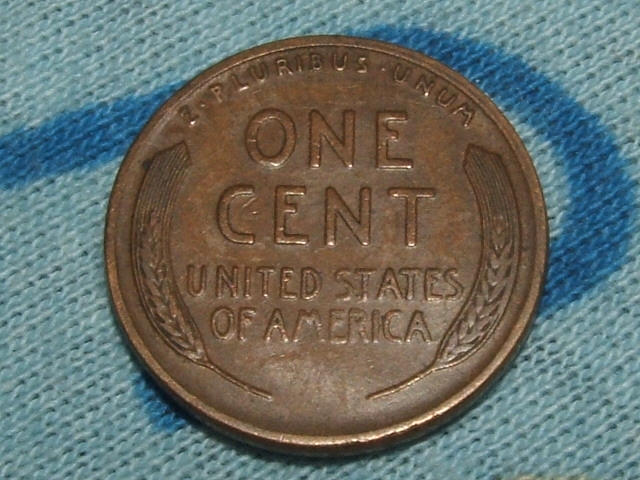 E · PLURIBUS · UNUM
ONE
CENT
UNITED STATES
OF AMERICA